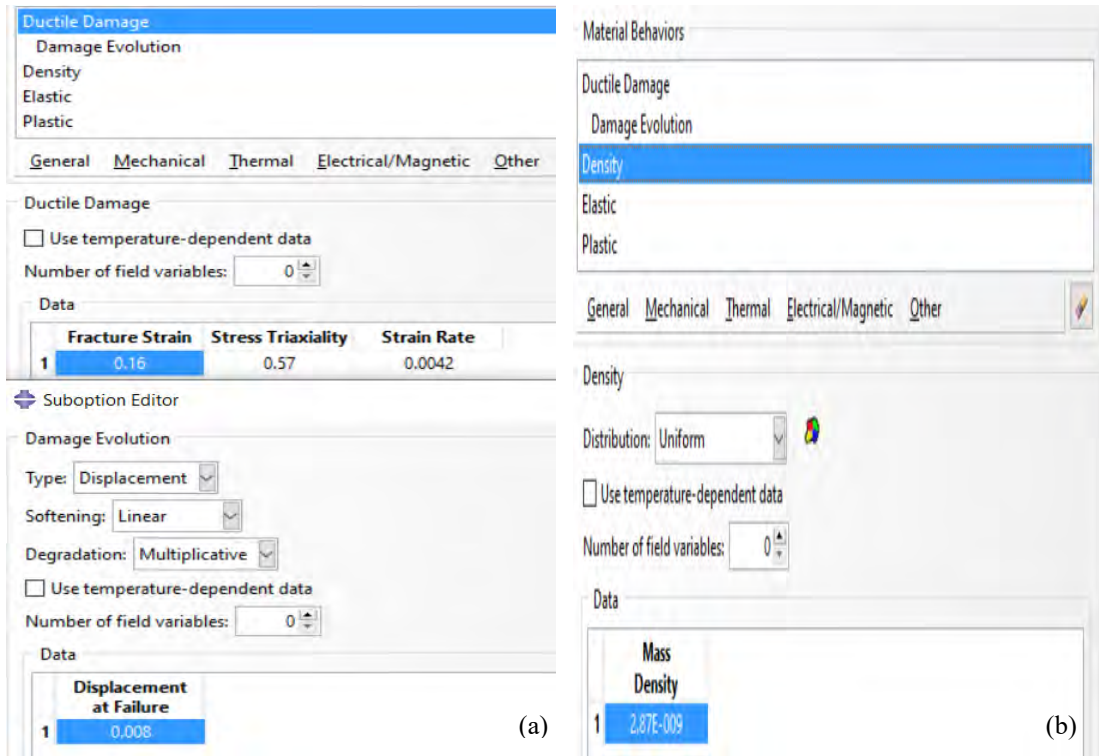 Ductile Damage
Damage Evolution
Density
Elastic
Plastic
General Mechanical Thermal Electrical/Magnetic Other
Ductile Damage
Use temperature-dependent data
Number of field variables: 0
Data
Fracture Strain Stress Triaxiality Strain Rate
1 0.16 0.57 0.0042
Suboption Editor
Damage Evolution
Type: Displacement
Softening: Linear
Degradation: Multiplicative
Use temperature-dependent data
Number of field variables: 0
Data
Displacement
at Failure
1 0.008
(a)
Material Behaviors
Ductile Damage
Damage Evolution
Density
Elastic
Plastic
General Mechanical Thermal Electrical/Magnetic Other
Density
Distribution: Uniform
Use temperature-dependent data
Number of field variables: 0
Data
Mass
Density
1 2,87E-009
(b)